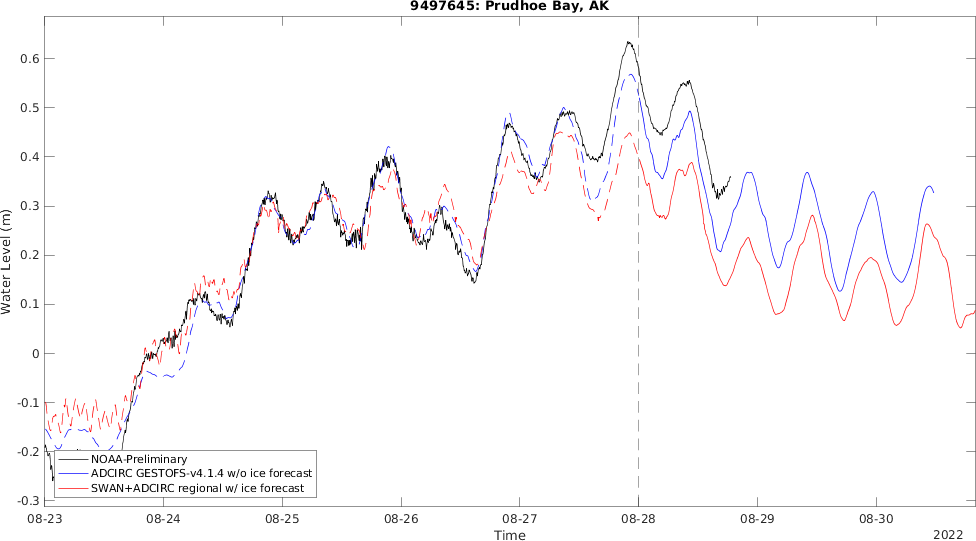 9497645: Prudhoe Bay, AK
Water Level (m)
0.6
0.5
0.4
0.3
0.2
0.1
0
-0.1
-0.2
-0.3
NOAA-Preliminary
ADCIRC GESTOFS-v4.1.4 w/o ice forecast
SWAN+ADCIRC regional w/ ice forecast
08-23 08-24 08-25 08-26 08-27 08-28 08-29 08-30
Time
2022